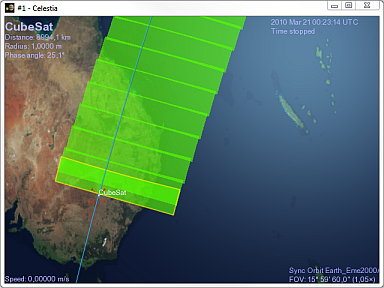 #1 - Celestia
CubeSat
Distance: 8994,1 km
Radius: 1,0000 m
Phase angle: 25,1°
2010 Mar 21 00:23:14 UTC
Time stopped
CubeSat
Speed: 0,00000 m/s
Sync Orbit Earth_Eme2000/
FOV: 15° 59' 60,0" (1,05×)